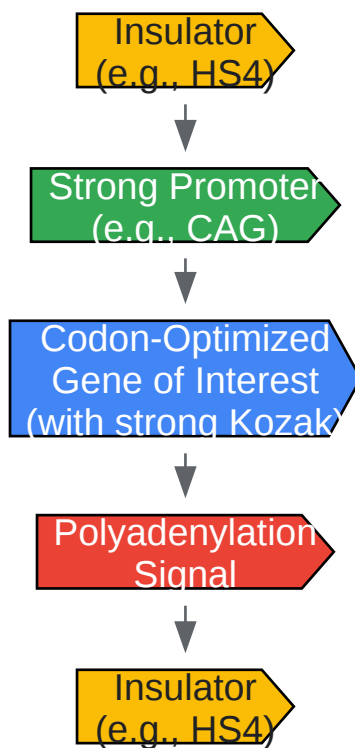 Insulator
(e.g., HS4)
Strong Promoter
(e.g., CAG)
Codon-Optimized
Gene of Interest
(with strong Kozak)
Polyadenylation
Signal
Insulator
(e.g., HS4)